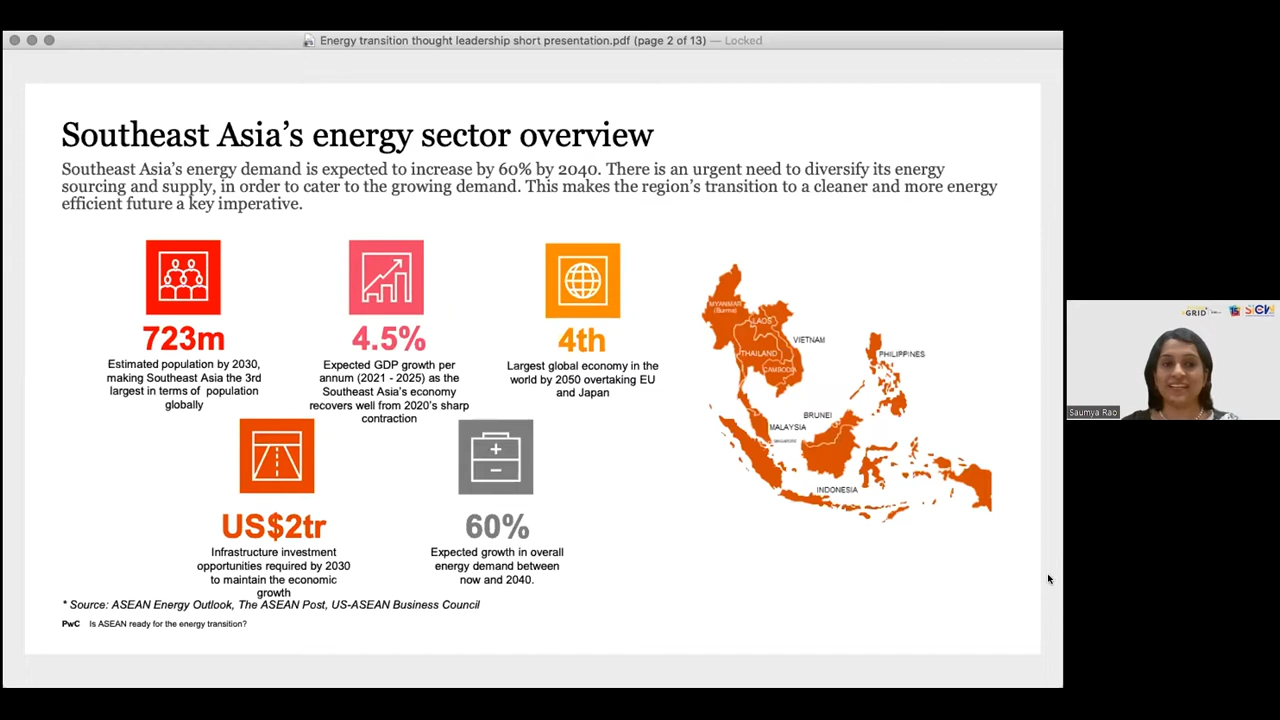 Energy transition thought leadership short presentation.pdf (page 2 of 13) — Locked
Southeast Asia's energy sector overview
Southeast Asia's energy demand is expected to increase by 60% by 2040. There is an urgent need to diversify its energy
sourcing and supply, in order to cater to the growing demand. This makes the region's transition to a cleaner and more energy
efficient future a key imperative.
723m
Estimated population by 2030,
making Southeast Asia the 3rd
largest in terms of population
globally
4.5%
Expected GDP growth per
annum (2021 - 2025) as the
Southeast Asia's economy
recovers well from 2020's sharp
contraction
4th
Largest global economy in the
world by 2050 overtaking EU
and Japan
US$2tr
Infrastructure investment
opportunities required by 2030
to maintain the economic
growth
60%
Expected growth in overall
energy demand between
now and 2040.
MYANMAR
(Burma)
LAOS
VIETNAM
THAILAND
CAMBODIA
PHILIPPINES
BRUNEI
MALAYSIA
SINGAPORE
INDONESIA
* Source: ASEAN Energy Outlook, The ASEAN Post, US-ASEAN Business Council
PwC Is ASEAN ready for the energy transition?
GRID
SIEW
Saumya Rao